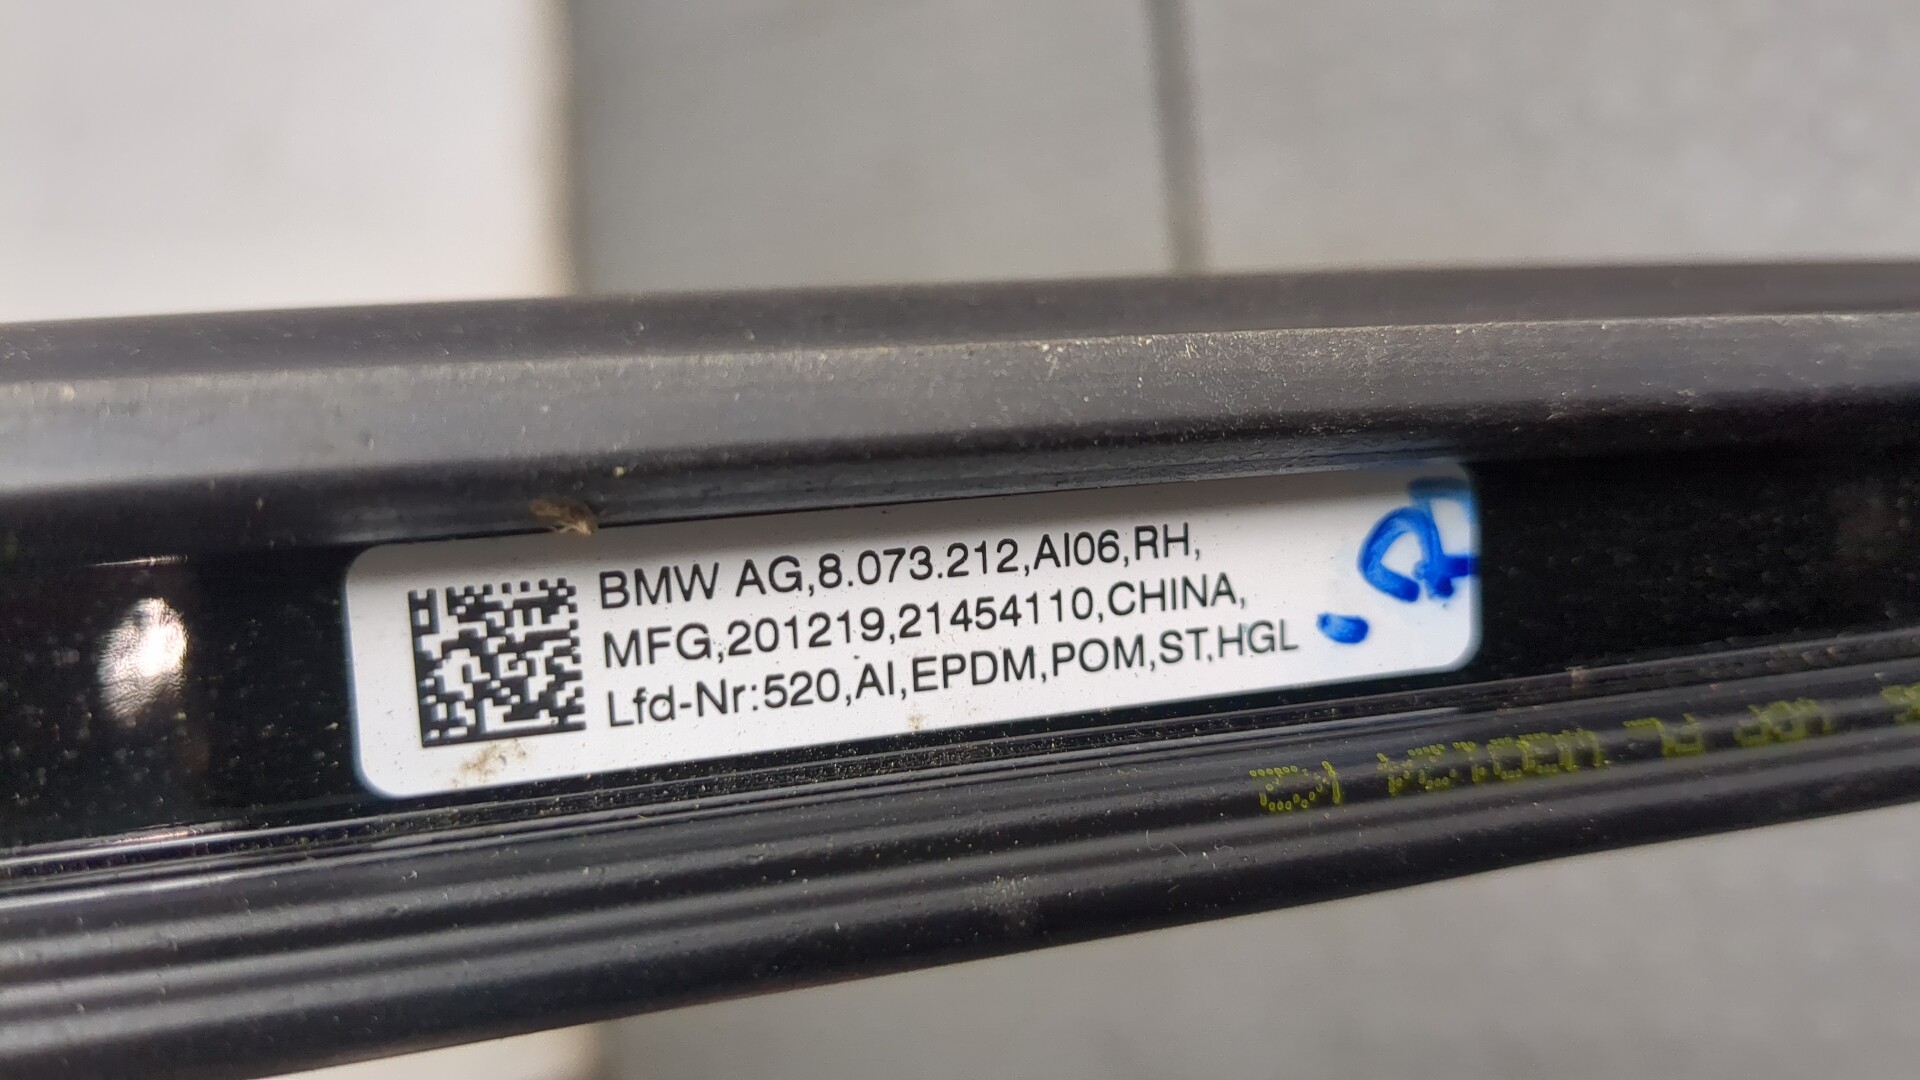 BMW AG,8.073.212,AI06,RH,
MFG,201219,21454110,CHINA,
Lfd-Nr:520,AI,EPDM,POM,ST,HGL